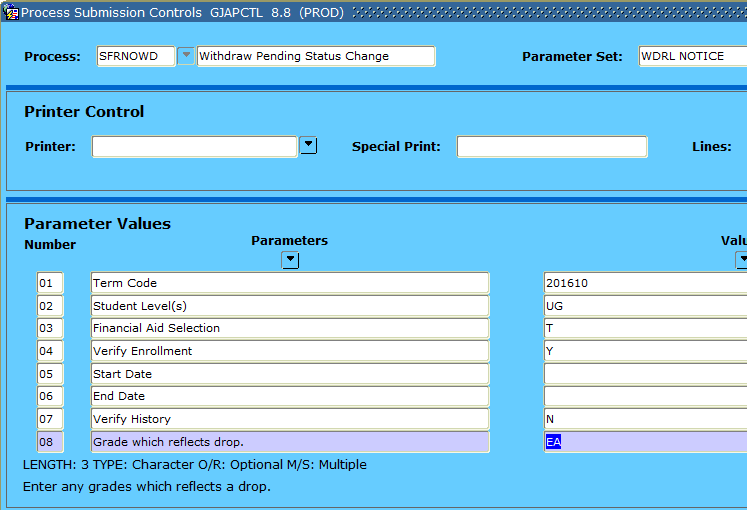 Process Submission Controls GJAPCTL 8.8 (PROD)
Process: SFRNOWD Withdraw Pending Status Change Parameter Set: WDRL NOTICE
Printer Control
Printer: Special Print: Lines:
Parameter Values
Number Parameters
01 Term Code 201610
02 Student Level(s) UG
03 Financial Aid Selection T
04 Verify Enrollment Y
05 Start Date
06 End Date
07 Verify History N
08 Grade which reflects drop. EA
LENGTH: 3 TYPE: Character O/R: Optional M/S: Multiple
Enter any grades which reflects a drop.